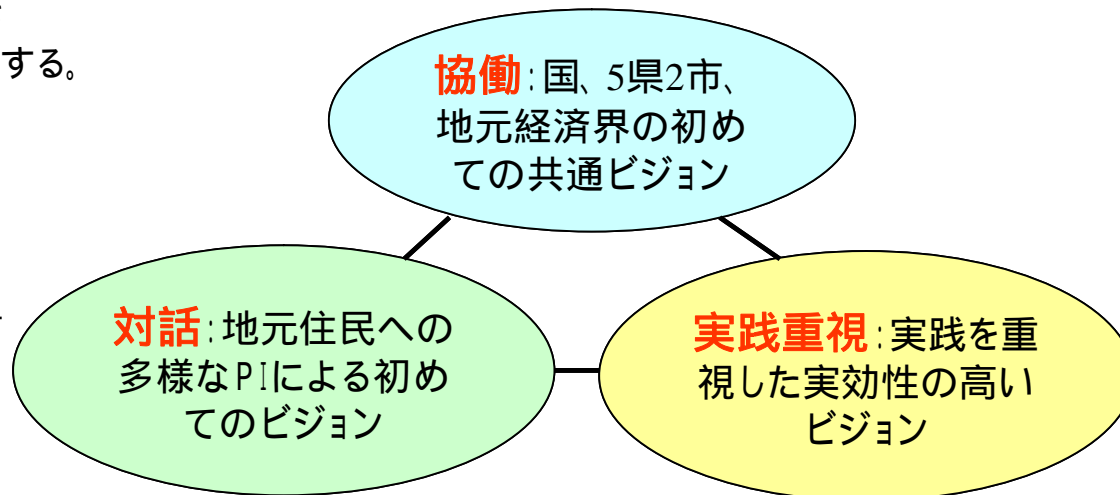 する。
協働:国、5県2市、
地元経済界の初め
ての共通ビジョン
対話:地元住民への
多様なPIによる初め
てのビジョン
実践重視:実践を重
視した実効性の高い
ビジョン